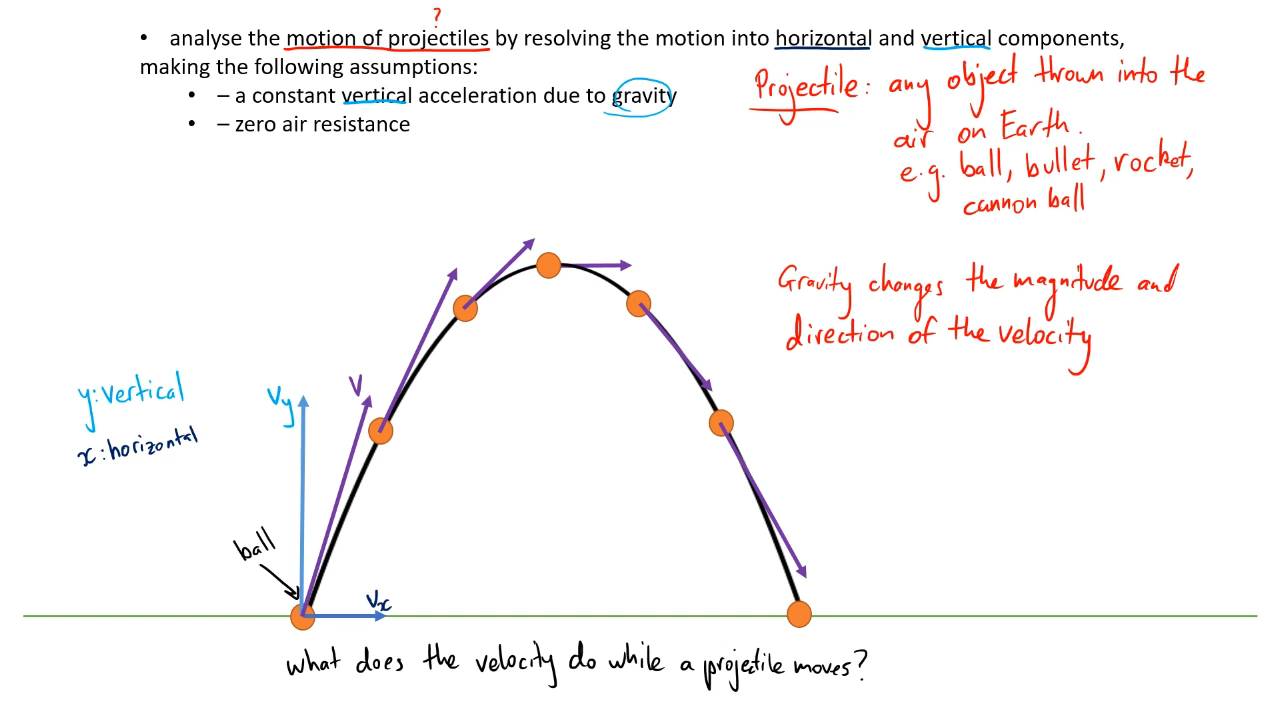 ?
• analyse the motion of projectiles by resolving the motion into horizontal and vertical components,
making the following assumptions:
• – a constant vertical acceleration due to gravity
• – zero air resistance
Projectile: any object thrown into the
air on Earth.
e.g. ball, bullet, rocket,
cannon ball
Gravity changes the magnitude and
direction of the velocity
y: vertical
x: horizontal
Vy
V
ball
Vx
what does the velocity do while a projectile moves?